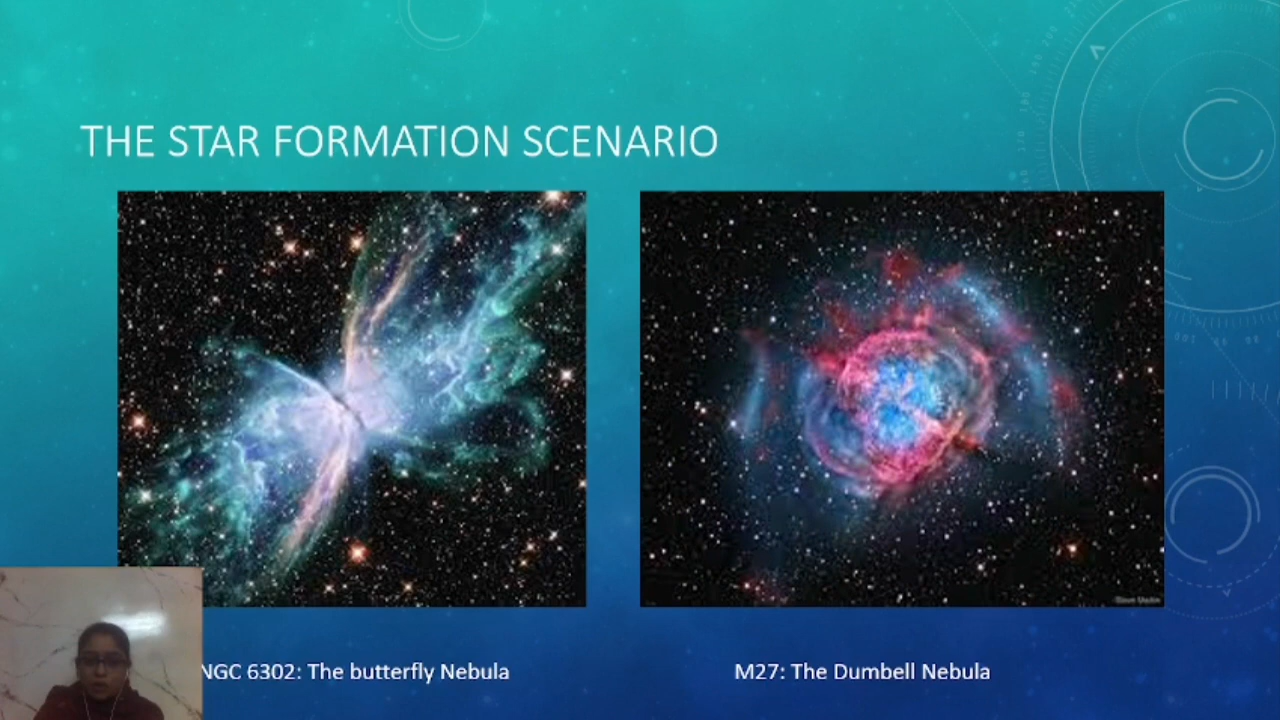 THE STAR FORMATION SCENARIO
NGC 6302: The butterfly Nebula
M27: The Dumbell Nebula